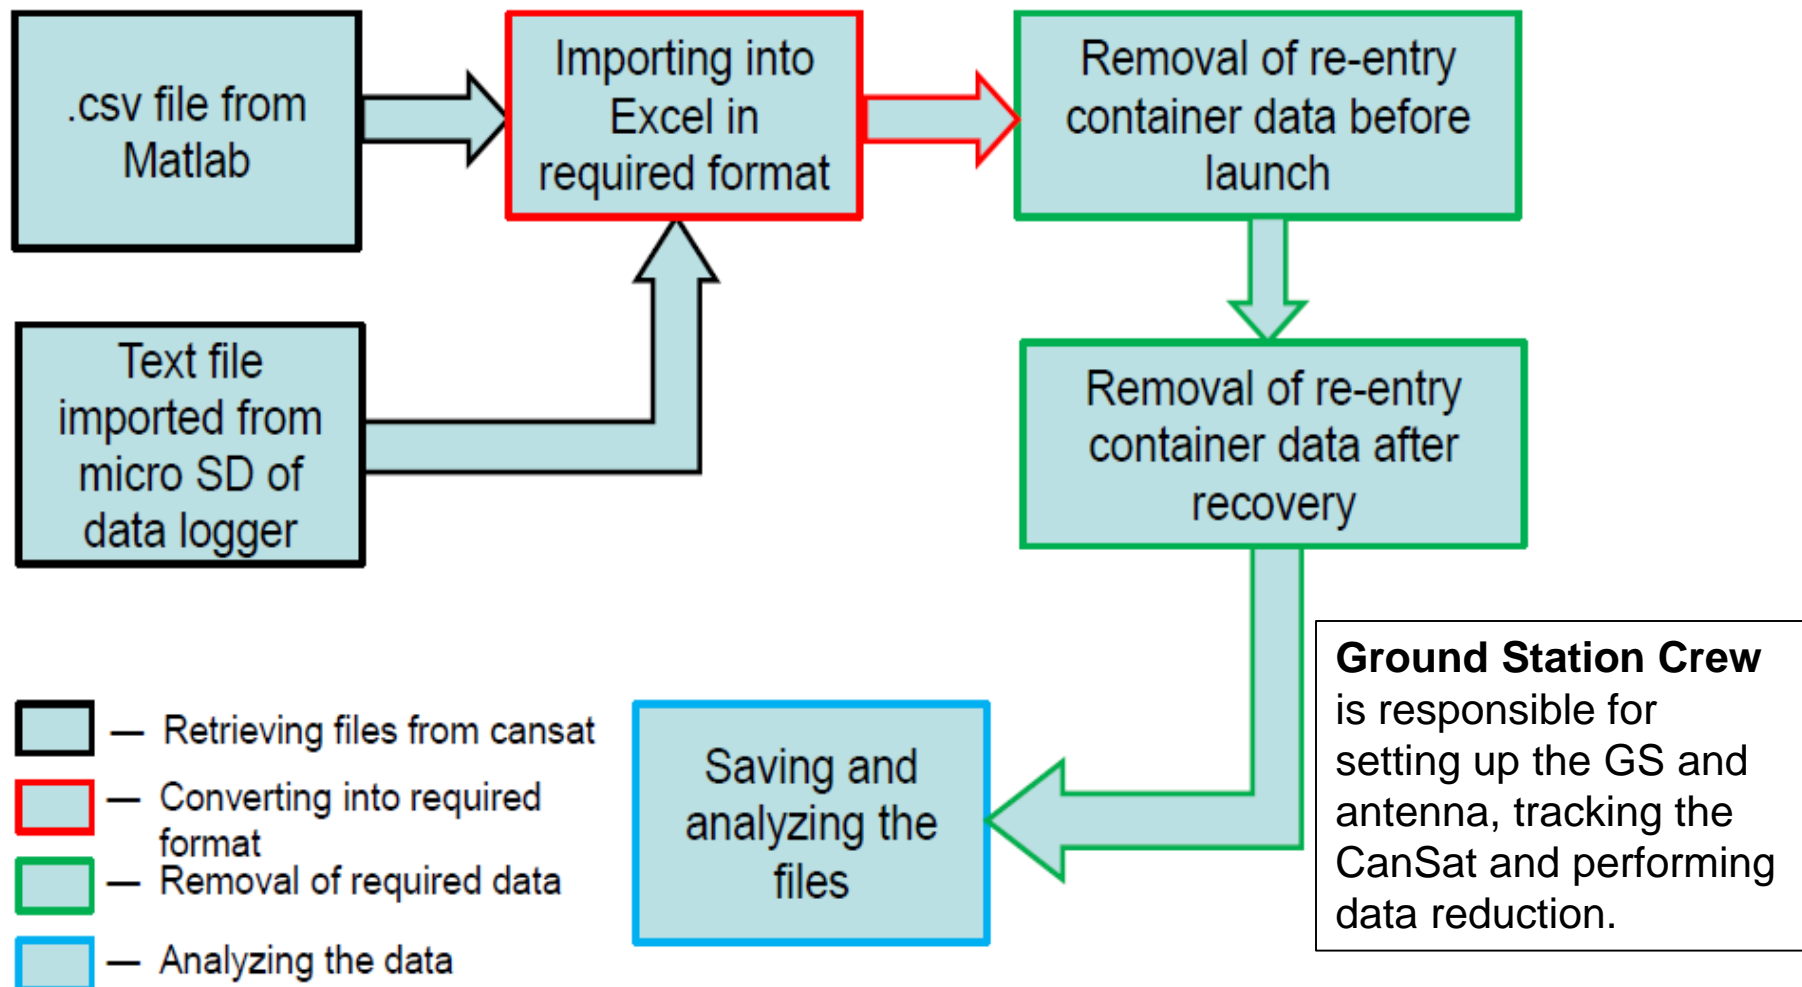 .csv file from
Matlab
Importing into
Excel in
required format
Removal of re-entry
container data before
launch
Text file
imported from
micro SD of
data logger
Removal of re-entry
container data after
recovery
Saving and
analyzing the
files
Ground Station Crew
is responsible for
setting up the GS and
antenna, tracking the
CanSat and performing
data reduction.
— Retrieving files from cansat
— Converting into required
format
— Removal of required data
— Analyzing the data